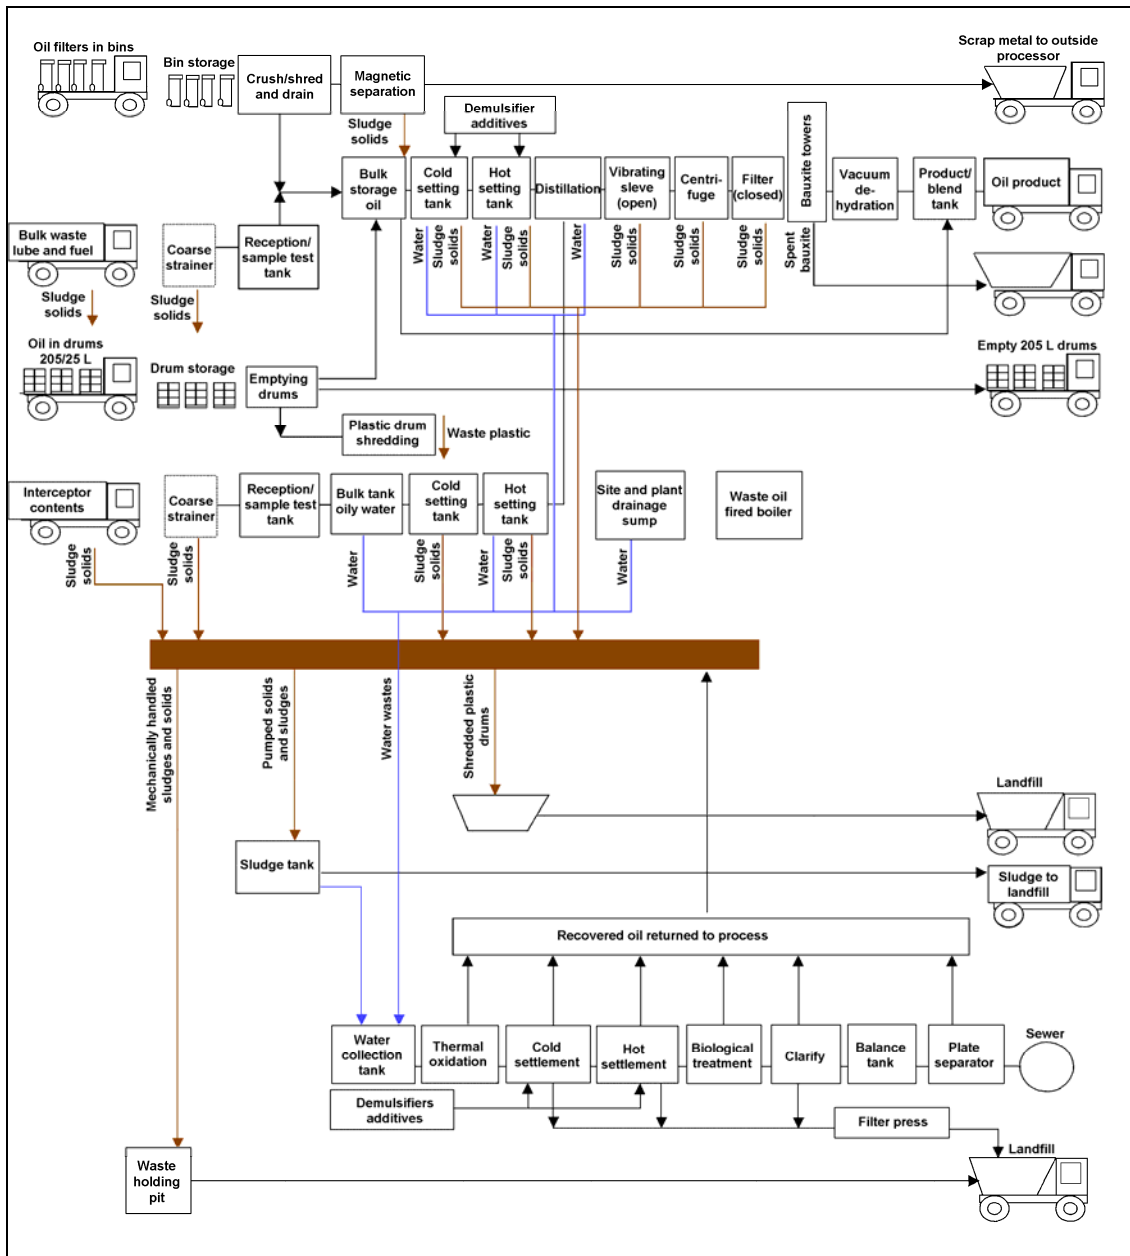 Oil filters in bins
Bin storage
Crush/shred
and drain
Magnetic
separation
Scrap metal to outside
processor
Sludge
solids
Demulsifier
additives
Bulk
storage
oil
Cold
setting
tank
Hot
setting
tank
Distillation
Vibrating
sleve
(open)
Centri-
fuge
Filter
(closed)
Bauxite towers
Vacuum
de-
hydration
Product/
blend
tank
Oil product
Bulk waste
lube and fuel
Coarse
strainer
Reception/
sample test
tank
Water
Sludge
solids
Water
Sludge
solids
Water
Sludge
solids
Sludge
solids
Sludge
solids
Spent
bauxite
Sludge
solids
Sludge
solids
Oil in drums
205/25 L
Drum storage
Emptying
drums
Empty 205 L drums
Plastic drum
shredding
Waste plastic
Interceptor
contents
Coarse
strainer
Reception/
sample test
tank
Bulk tank
oily water
Cold
setting
tank
Hot
setting
tank
Site and plant
drainage
sump
Waste oil
fired boiler
Sludge
solids
Sludge
solids
Water
Sludge
solids
Water
Sludge
solids
Water
Mechanically handled
sludges and solids
Pumped solids
and sludges
Water wastes
Shredded plastic
drums
Landfill
Sludge tank
Sludge to
landfill
Recovered oil returned to process
Water
collection
tank
Thermal
oxidation
Cold
settlement
Hot
settlement
Biological
treatment
Clarify
Balance
tank
Plate
separator
Sewer
Demulsifiers
additives
Filter press
Waste
holding
pit
Landfill